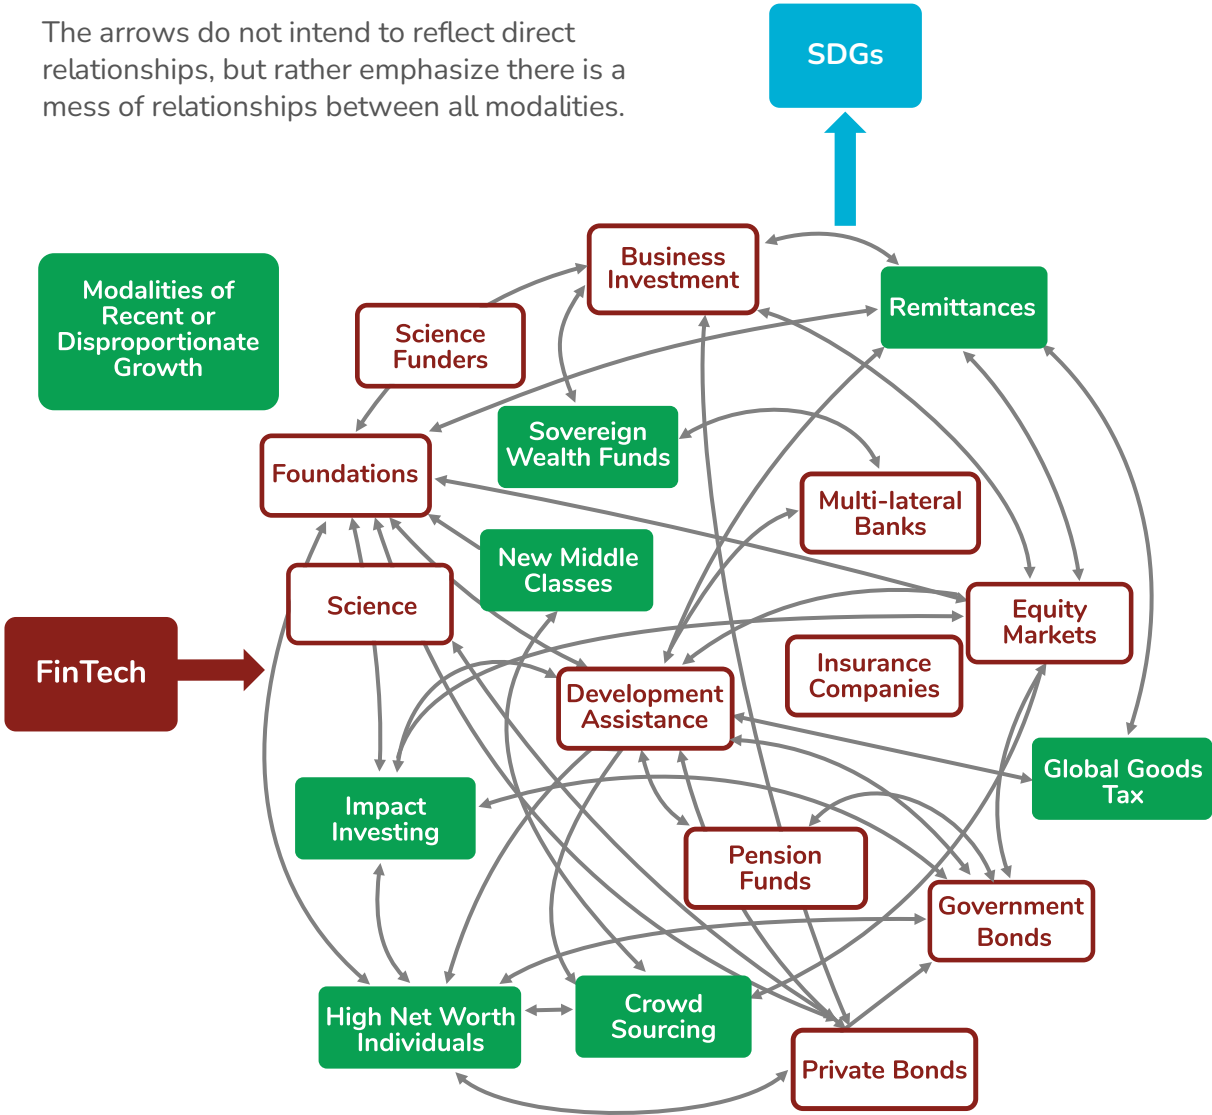 The arrows do not intend to reflect direct
relationships, but rather emphasize there is a
mess of relationships between all modalities.
SDGs
Modalities of
Recent or
Disproportionate
Growth
Business
Investment
Remittances
Science
Funders
Sovereign
Wealth Funds
Foundations
Multi-lateral
Banks
New Middle
Classes
Science
Equity
Markets
FinTech
Insurance
Companies
Development
Assistance
Global Goods
Tax
Impact
Investing
Pension
Funds
Government
Bonds
High Net Worth
Individuals
Crowd
Sourcing
Private Bonds